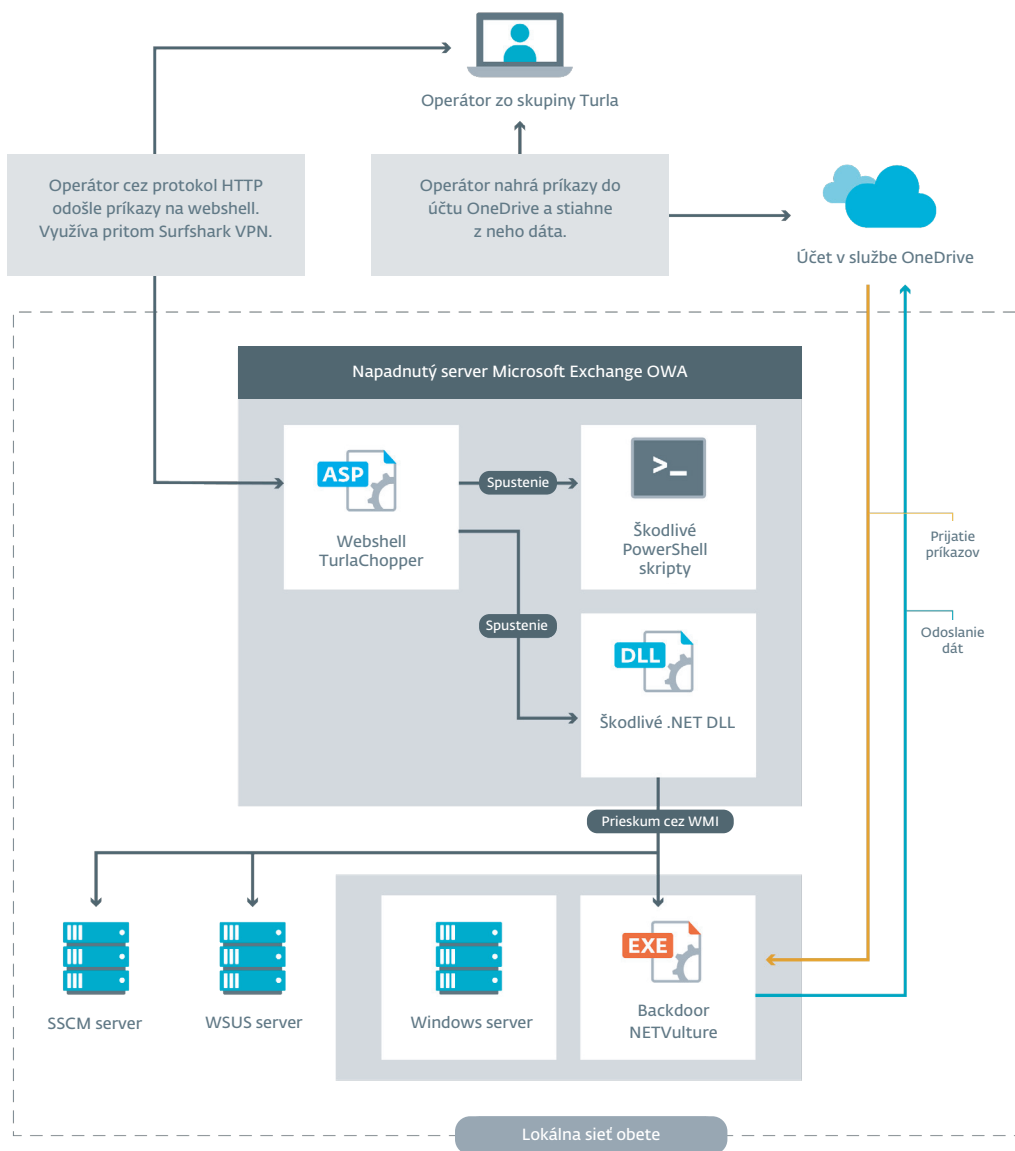 Operátor zo skupiny Turla
Operátor cez protokol HTTP
odošle príkazy na webshell.
Využíva pritom Surfshark VPN.
Operátor nahrá príkazy do
účtu OneDrive a stiahne
z neho dáta.
Účet v službe OneDrive
Napadnutý server Microsoft Exchange OWA
ASP
Webshell
TurlaChopper
Spustenie
>_
Škodlivé
PowerShell
skripty
Spustenie
DLL
Škodlivé .NET DLL
Prijatie
príkazov
Odoslanie
dát
Prieskum cez WMI
SSCM server
WSUS server
Windows server
EXE
Backdoor
NETVulture
Lokálna sieť obete